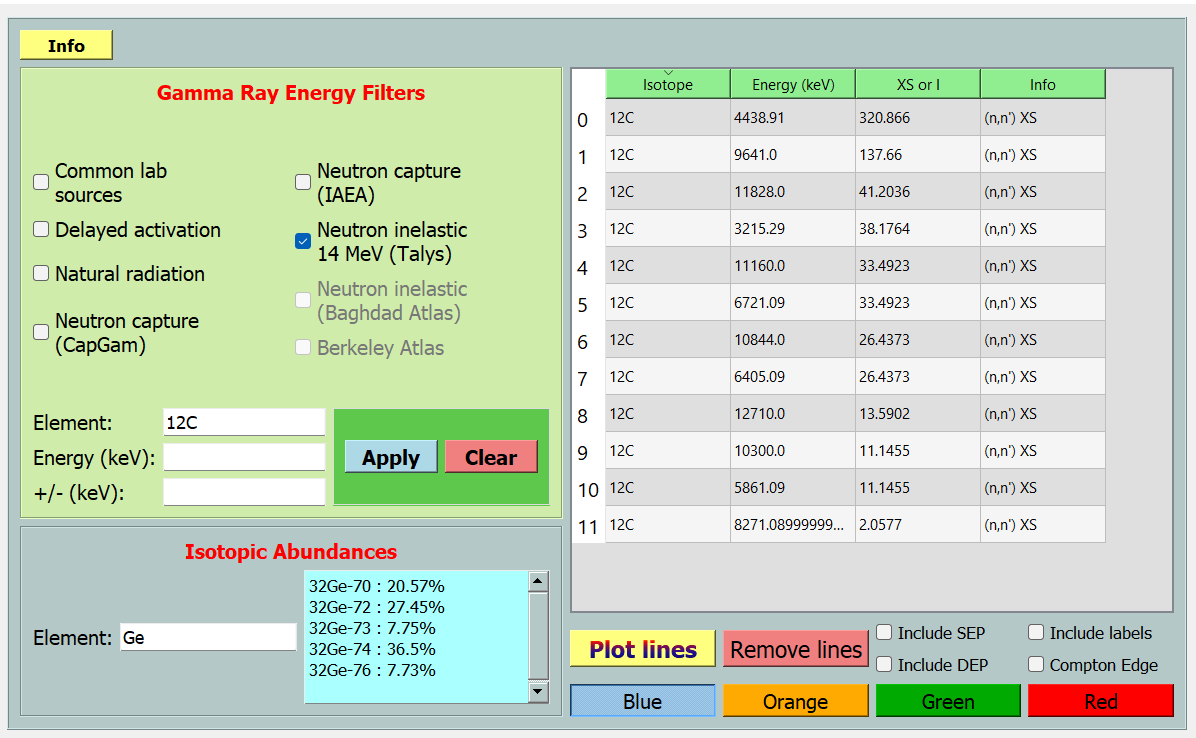 Info
Gamma Ray Energy Filters
Common lab
sources
Delayed activation
Natural radiation
Neutron capture
(CapGam)
Neutron capture
(IAEA)
Neutron inelastic
14 MeV (Talys)
Neutron inelastic
(Baghdad Atlas)
Berkeley Atlas
Element: 12C
Energy (keV):
+/- (keV):
Apply Clear
Isotopic Abundances
Element: Ge
32Ge-70 : 20.57%
32Ge-72 : 27.45%
32Ge-73 : 7.75%
32Ge-74 : 36.5%
32Ge-76 : 7.73%
Isotope Energy (keV) XS or I Info
0 12C 4438.91 320.866 (n,n') XS
1 12C 9641.0 137.66 (n,n') XS
2 12C 11828.0 41.2036 (n,n') XS
3 12C 3215.29 38.1764 (n,n') XS
4 12C 11160.0 33.4923 (n,n') XS
5 12C 6721.09 33.4923 (n,n') XS
6 12C 10844.0 26.4373 (n,n') XS
7 12C 6405.09 26.4373 (n,n') XS
8 12C 12710.0 13.5902 (n,n') XS
9 12C 10300.0 11.1455 (n,n') XS
10 12C 5861.09 11.1455 (n,n') XS
11 12C 8271.08999999... 2.0577 (n,n') XS
Plot lines Remove lines
Include SEP Include labels
Include DEP Compton Edge
Blue Orange Green Red